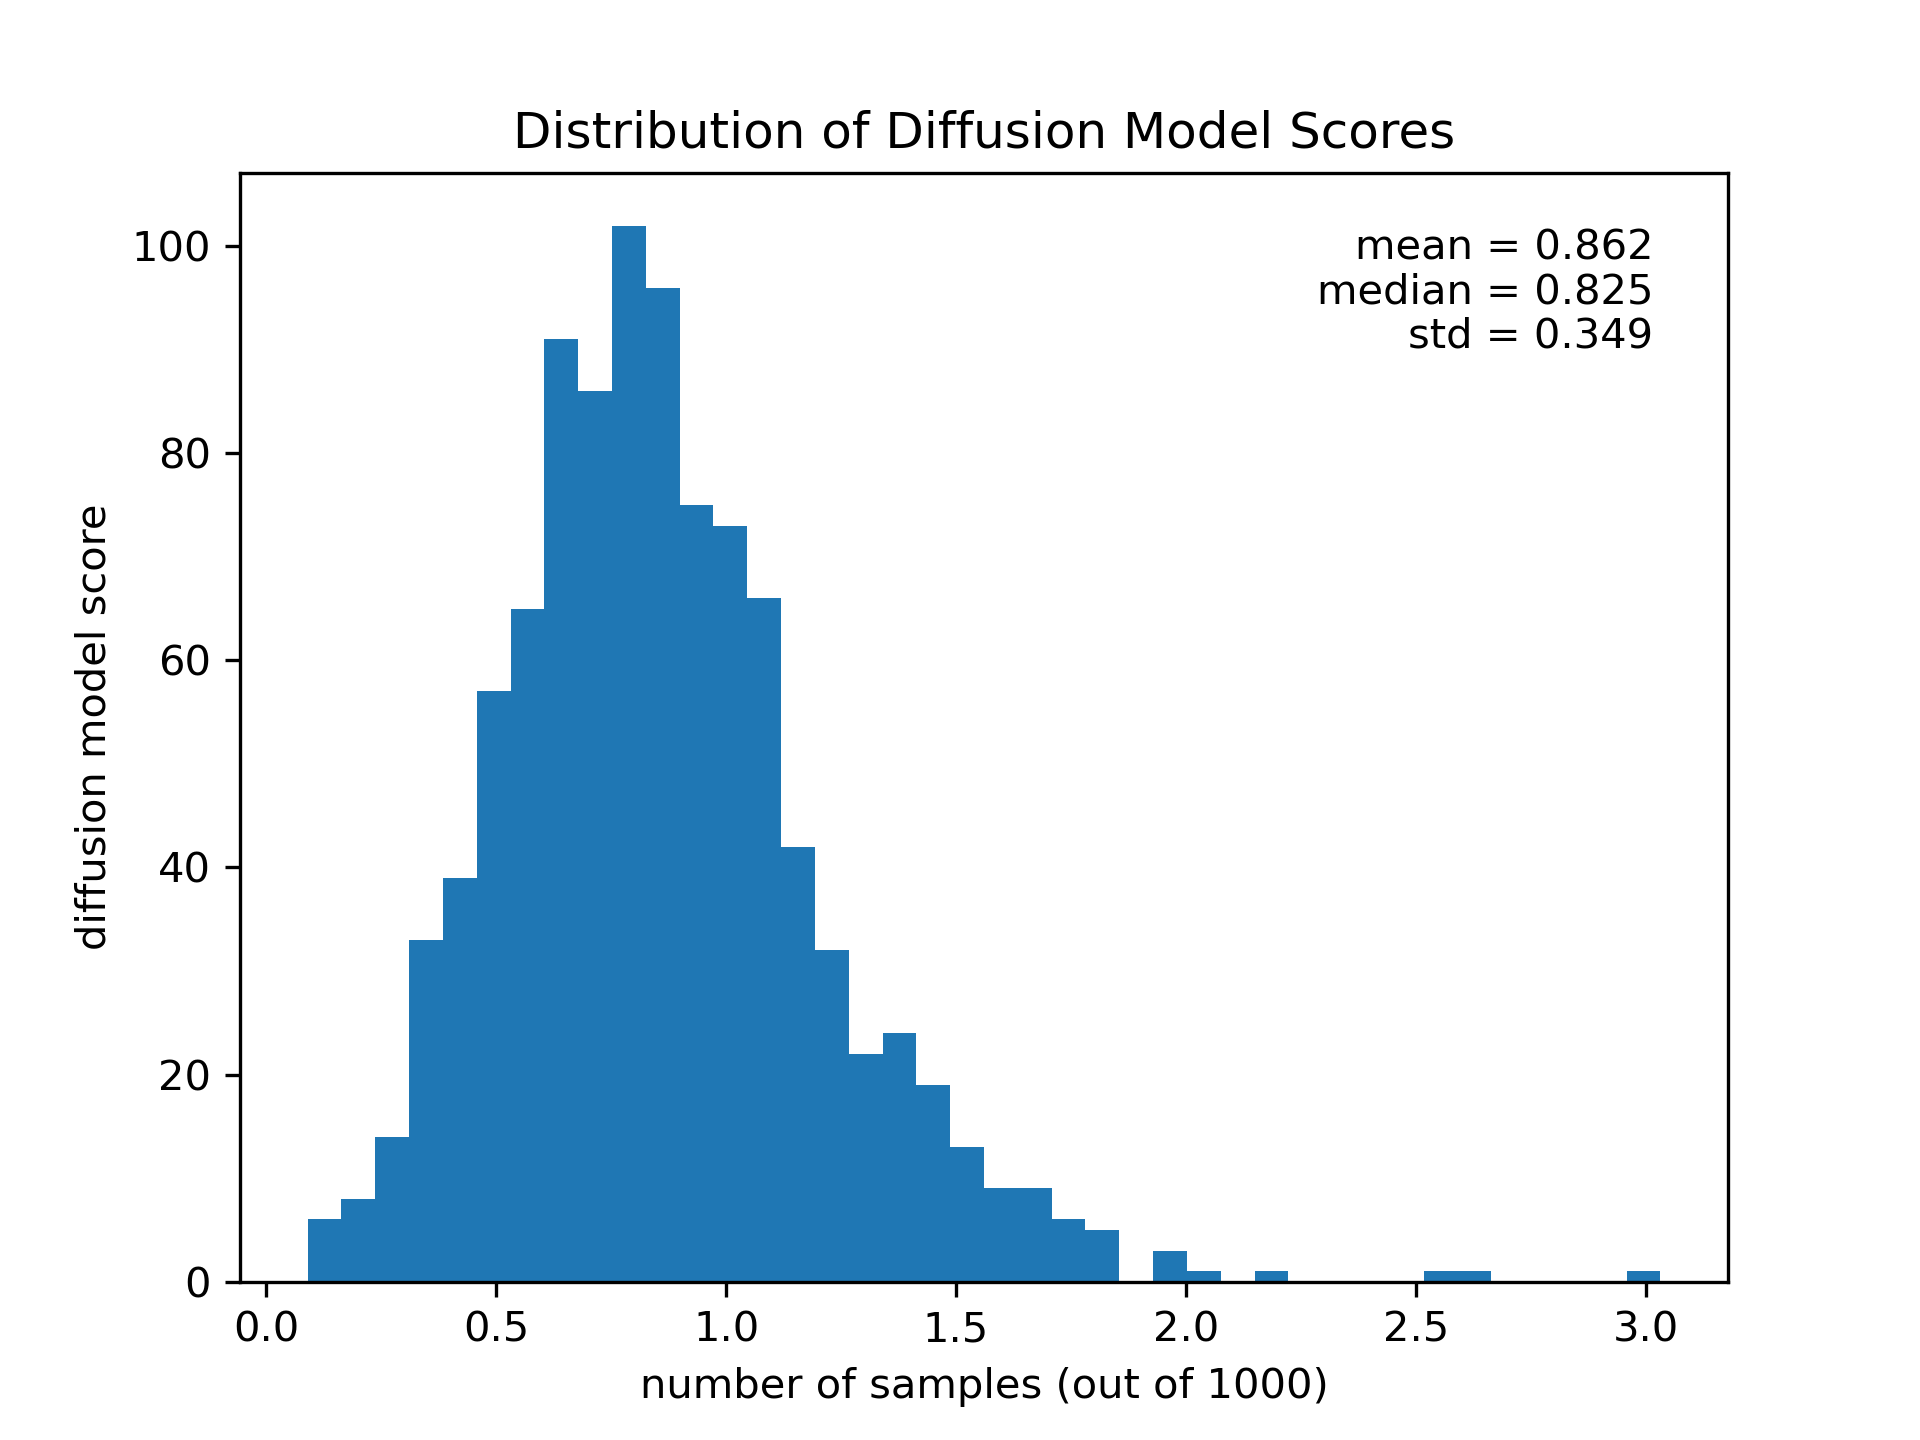 Distribution of Diffusion Model Scores
mean = 0.862
median = 0.825
std = 0.349
diffusion model score
100
80
60
40
20
0
0.0 0.5 1.0 1.5 2.0 2.5 3.0
number of samples (out of 1000)